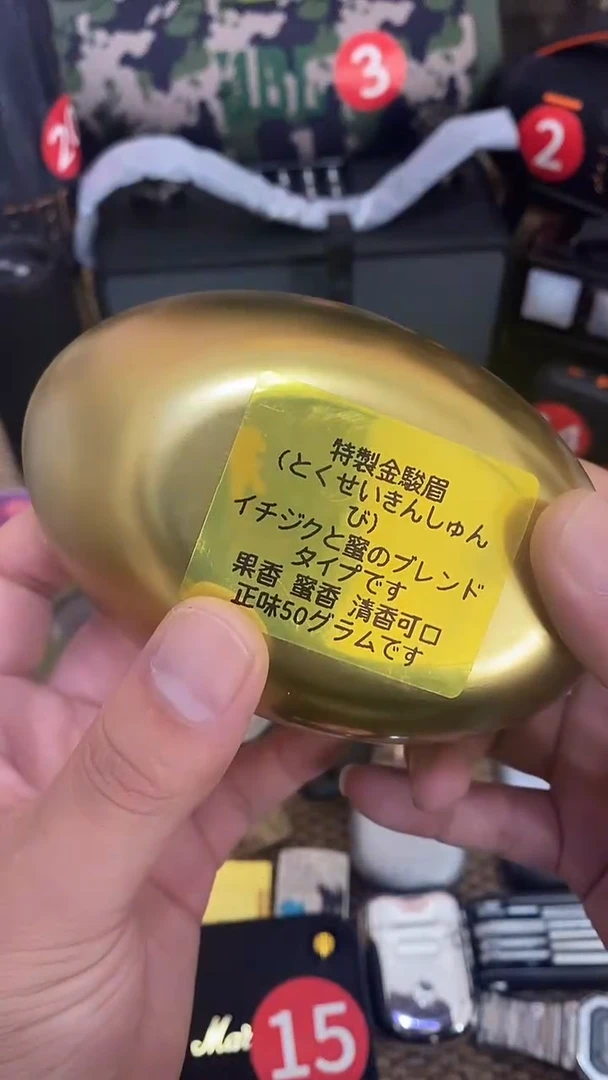 3
2
特製金駿眉
(とくせいきんしゅん
び)
イチジクと蜜のブレンド
タイプです
果香 蜜香 清香可口
正味50グラムです
Mar
15